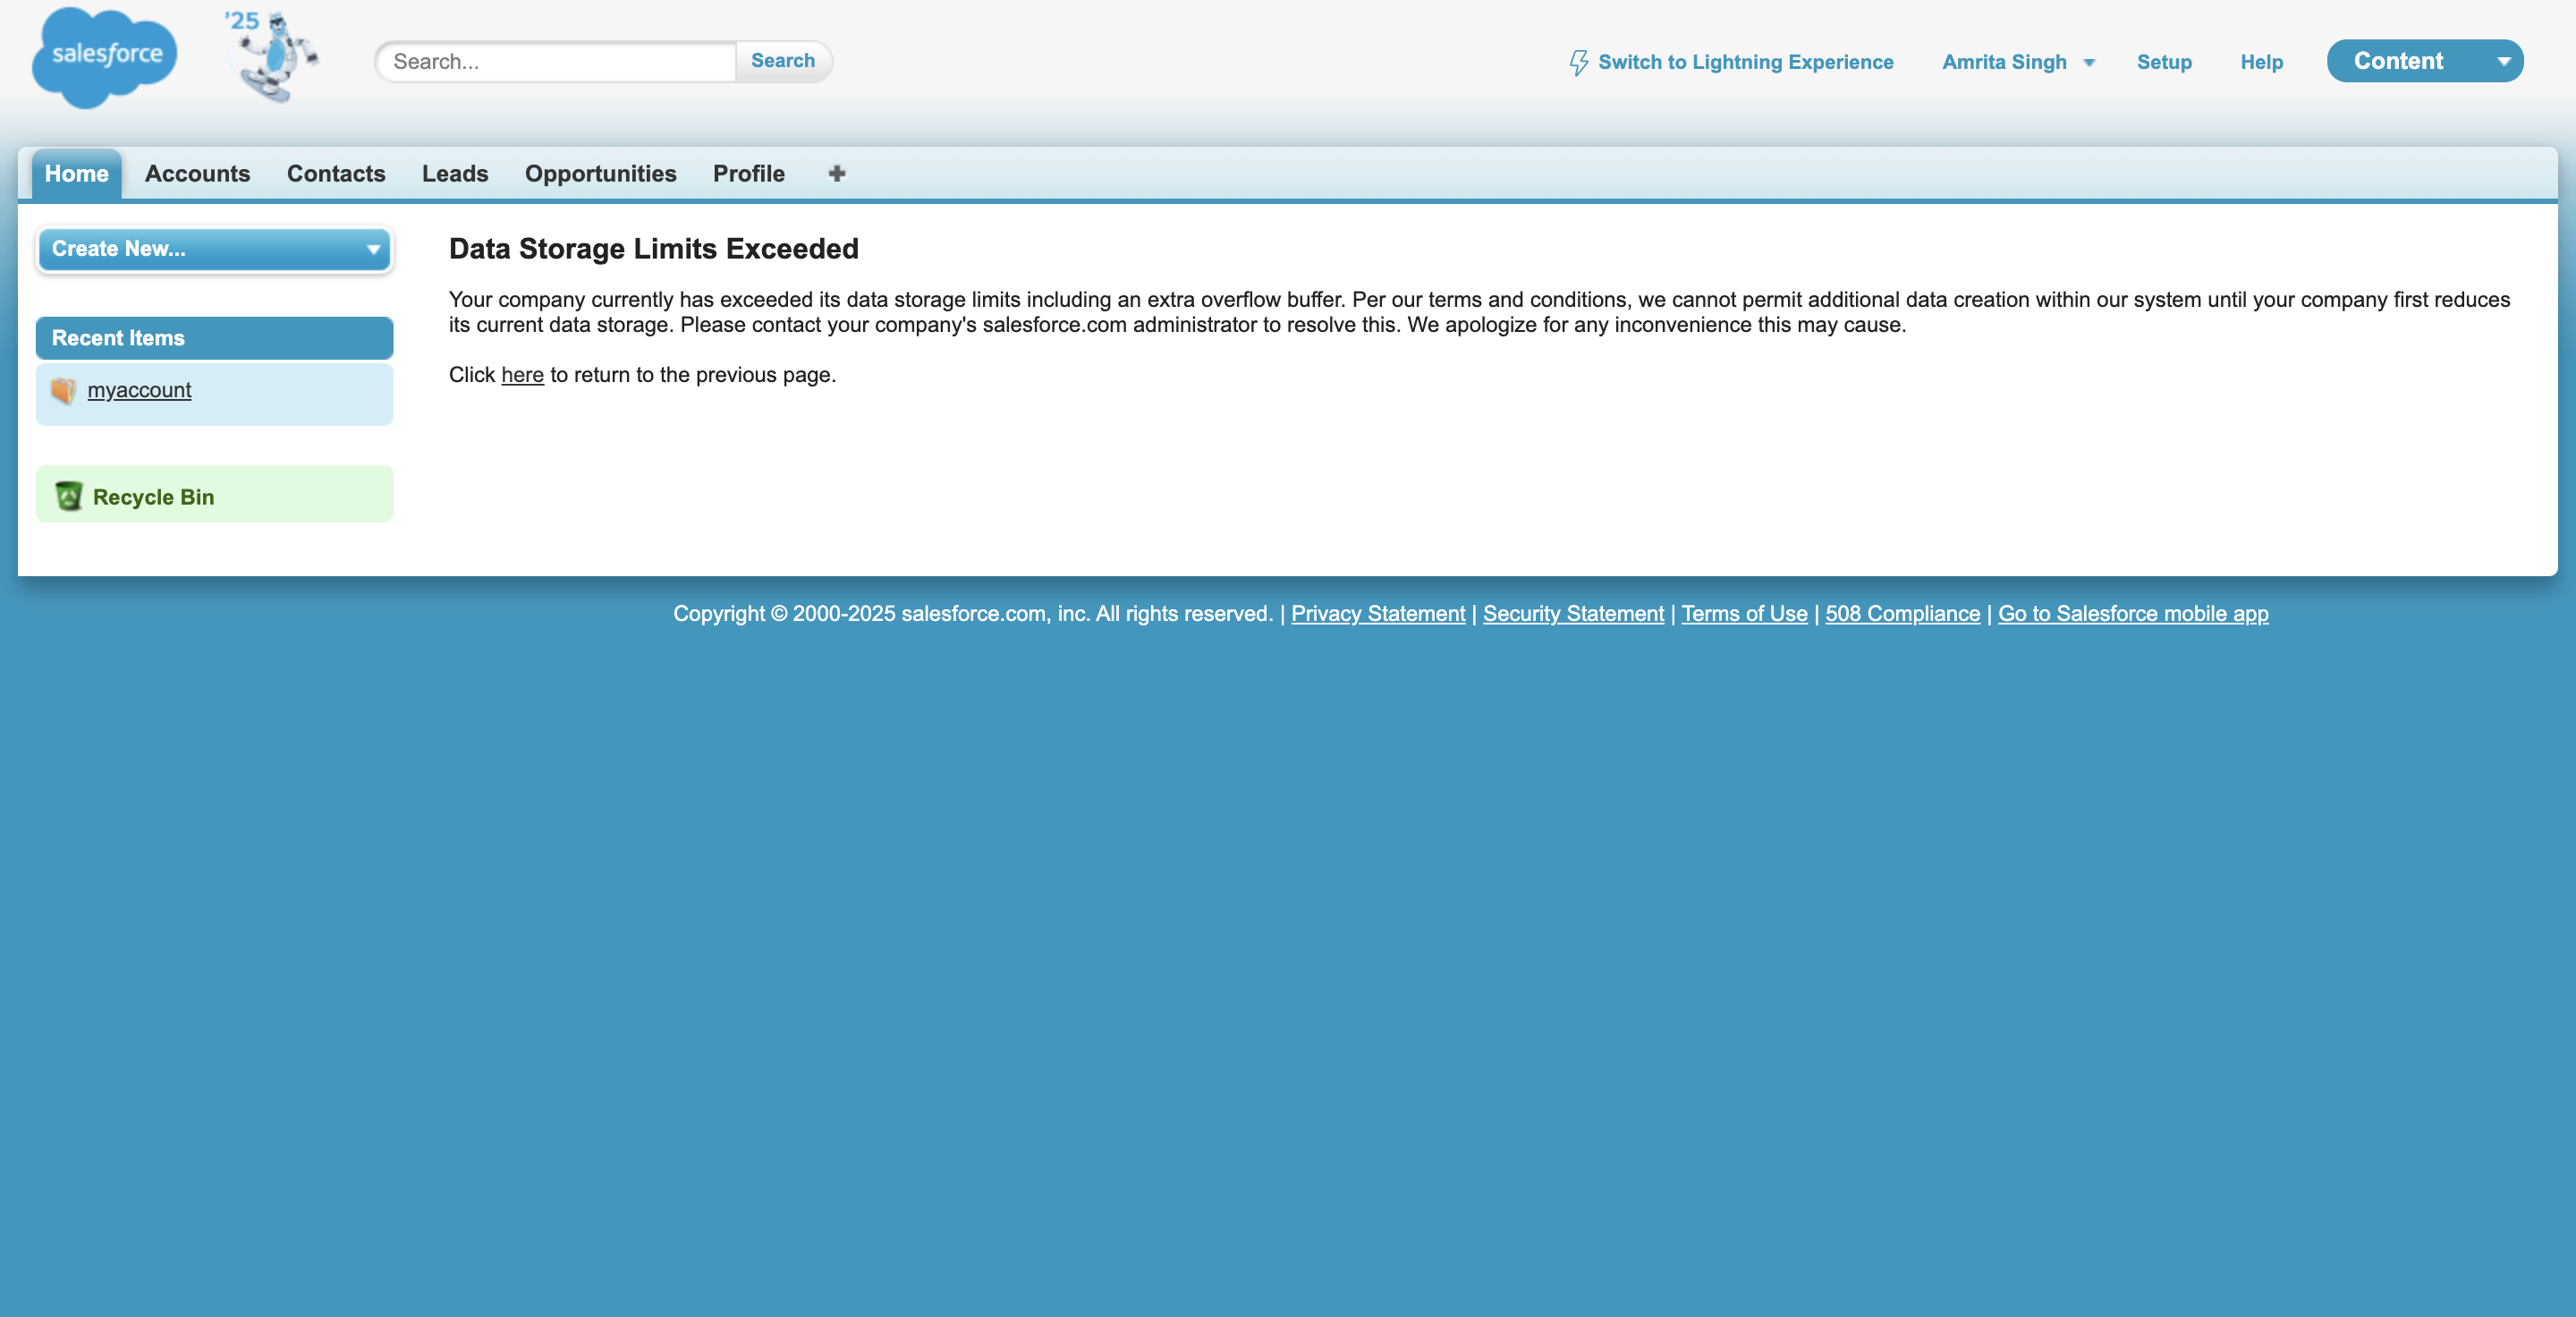 salesforce
'25
Search...
Search
Switch to Lightning Experience
Amrita Singh
Setup
Help
Content
Home
Accounts
Contacts
Leads
Opportunities
Profile
Create New...
Recent Items
myaccount
Recycle Bin
Data Storage Limits Exceeded
Your company currently has exceeded its data storage limits including an extra overflow buffer. Per our terms and conditions, we cannot permit additional data creation within our system until your company first reduces
its current data storage. Please contact your company's salesforce.com administrator to resolve this. We apologize for any inconvenience this may cause.
Click here to return to the previous page.
Copyright © 2000-2025 salesforce.com, inc. All rights reserved. | Privacy Statement | Security Statement | Terms of Use | 508 Compliance | Go to Salesforce mobile app